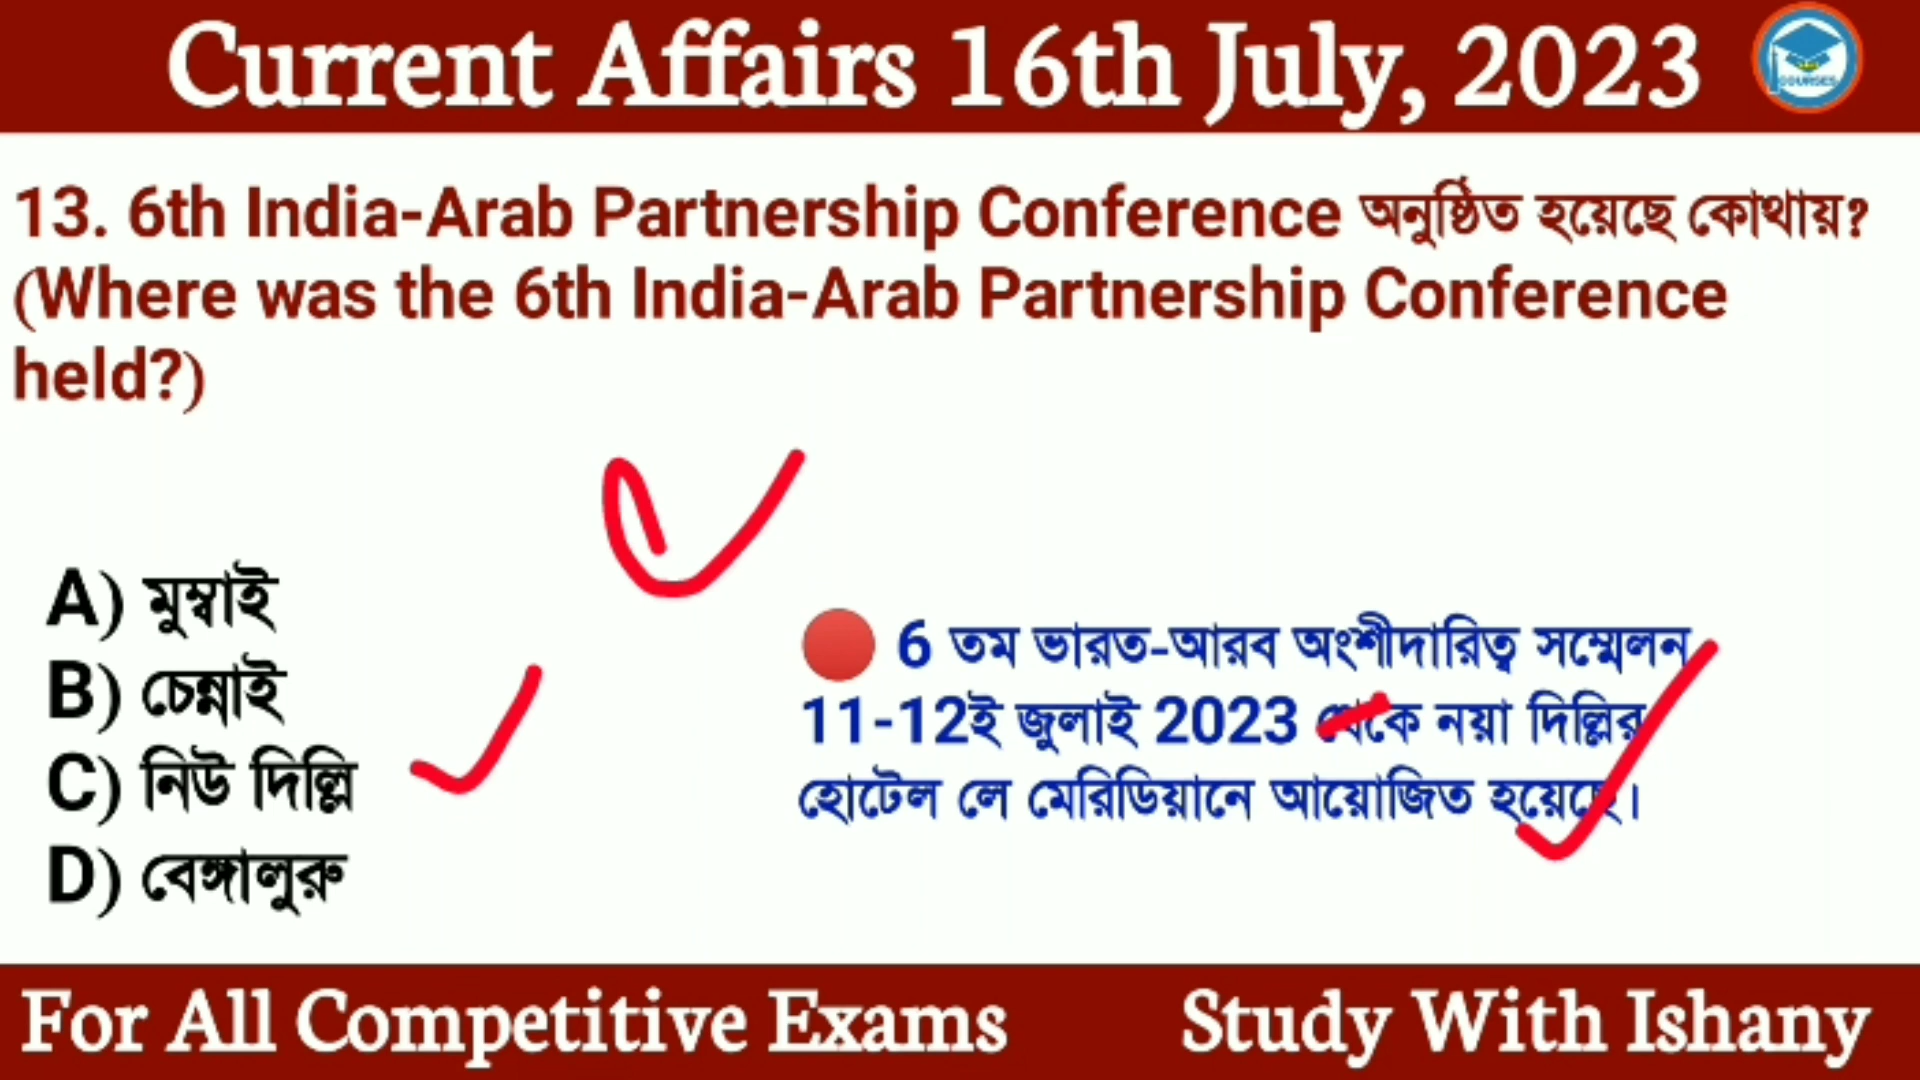 Current Affairs 16th July, 2023
COURSES
13. 6th India-Arab Partnership Conference অনুষ্ঠিত হয়েছে কোথায়?
(Where was the 6th India-Arab Partnership Conference
held?)
A) মুম্বাই
B) চেন্নাই
C) নিউ দিল্লি
D) বেঙ্গালুরু
6 তম ভারত-আরব অংশীদারিত্ব সম্মেলন
11-12ই জুলাই 2023 থেকে নয়া দিল্লির
হোটেল লে মেরিডিয়ানে আয়োজিত হয়েছে।
For All Competitive Exams
Study With Ishany